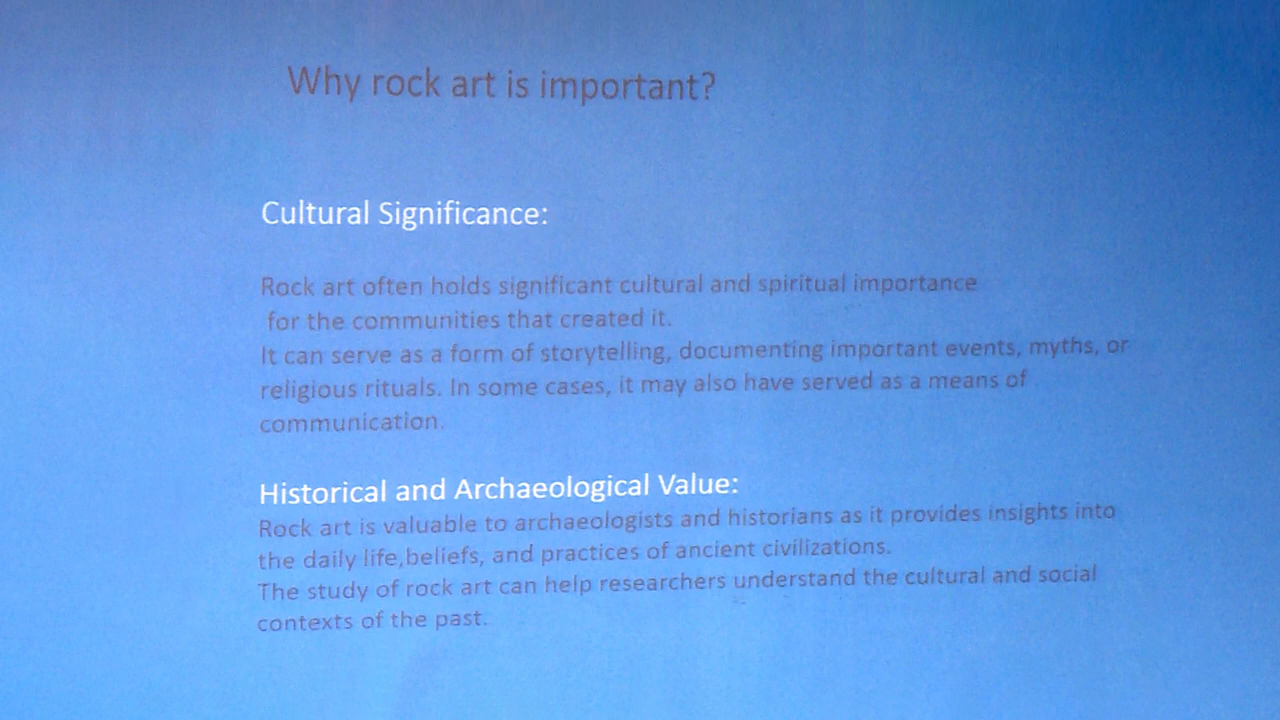 Why rock art is important?
Cultural Significance:
Rock art often holds significant cultural and spiritual importance
for the communities that created it.
It can serve as a form of storytelling, documenting important events, myths, or
religious rituals. In some cases, it may also have served as a means of
communication.
Historical and Archaeological Value:
Rock art is valuable to archaeologists and historians as it provides insights into
the daily life,beliefs, and practices of ancient civilizations.
The study of rock art can help researchers understand the cultural and social
contexts of the past.